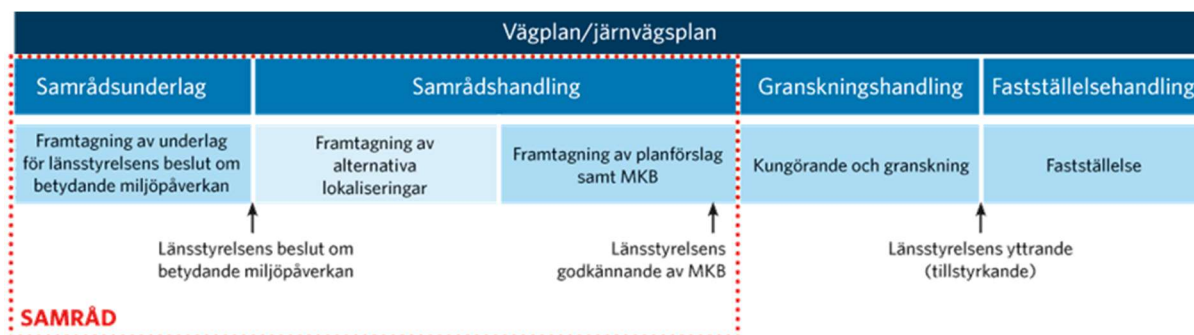 Vägplan/järnvägsplan
Samrådsunderlag
Samrådshandling
Granskningshandling
Fastställelsehandling
Framtagning av underlag
för länsstyrelsens beslut om
betydande miljöpåverkan
Framtagning av
alternativa
lokaliseringar
Framtagning av planförslag
samt MKB
Kungörande och granskning
Fastställelse
Länsstyrelsens beslut om
betydande miljöpåverkan
Länsstyrelsens
godkännande av MKB
Länsstyrelsens yttrande
(tillstyrkande)
SAMRÅD